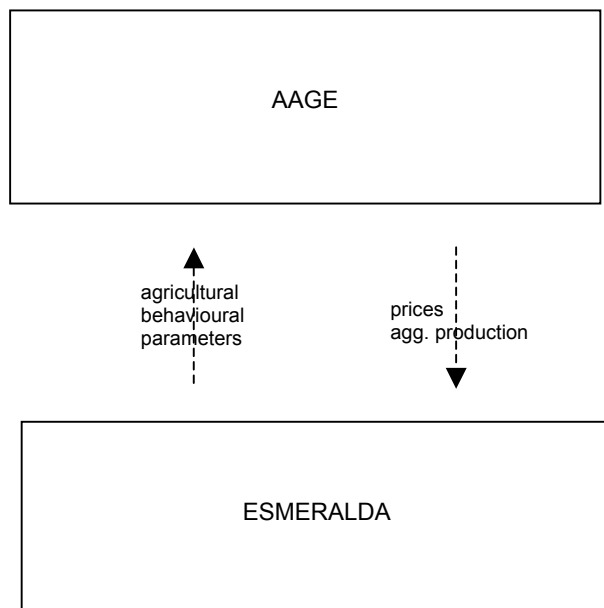 AAGE
agricultural
behavioural
parameters
prices
agg. production
ESMERALDA